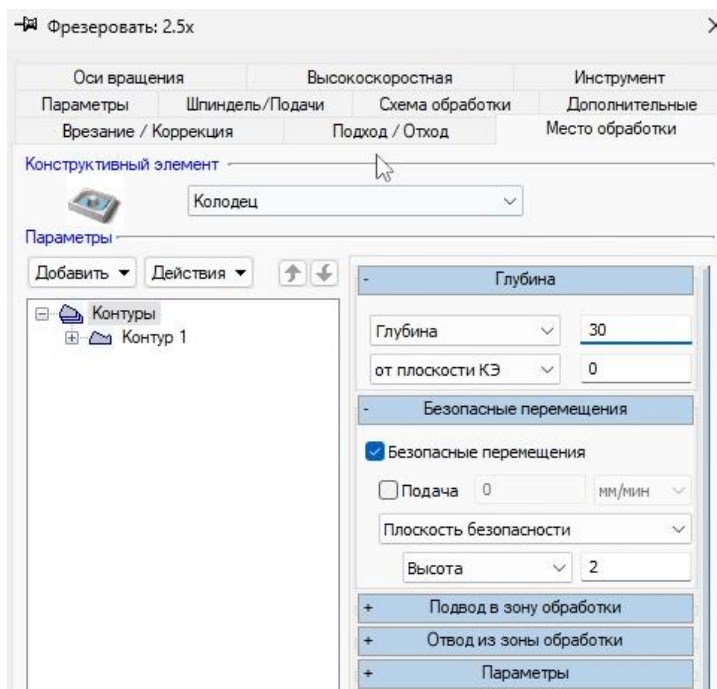 Фрезеровать: 2.5x
Оси вращения Высокоскоростная Инструмент
Параметры Шпиндель/Подачи Схема обработки Дополнительные
Врезание / Коррекция Подход / Отход Место обработки
Конструктивный элемент
Колодец
Параметры
Добавить Действия
Контуры
Контур 1
- Глубина
Глубина 30
от плоскости КЭ 0
- Безопасные перемещения
Безопасные перемещения
Подача 0 мм/мин
Плоскость безопасности
Высота 2
+ Подвод в зону обработки
+ Отвод из зоны обработки
+ Параметры